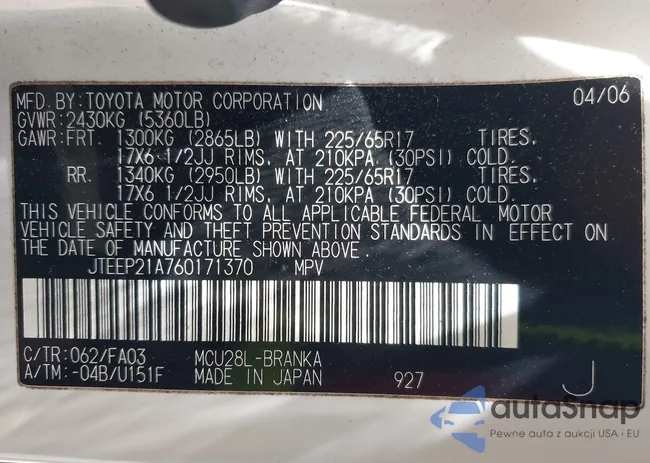 MFD.BY:TOYOTA MOTOR CORPORATION 04/06
GVWR:2430KG (5360LB)
GAWR:FRT. 1300KG (2865LB) WITH 225/65R17 TIRES,
17X6 1/2JJ RIMS, AT 210KPA (30PSI) COLD.
RR. 1340KG (2950LB) WITH 225/65R17 TIRES,
17X6 1/2JJ RIMS, AT 210KPA (30PSI) COLD.
THIS VEHICLE CONFORMS TO ALL APPLICABLE FEDERAL MOTOR
VEHICLE SAFETY AND THEFT PREVENTION STANDARDS IN EFFECT ON
THE DATE OF MANUFACTURE SHOWN ABOVE.
JTEEP21A760171370 MPV
C/TR:062/FA03 MCU28L-BRANKA
A/TM:-04B/U151F MADE IN JAPAN 927 J
autoSnap
Pewne auta z aukcji USA i EU